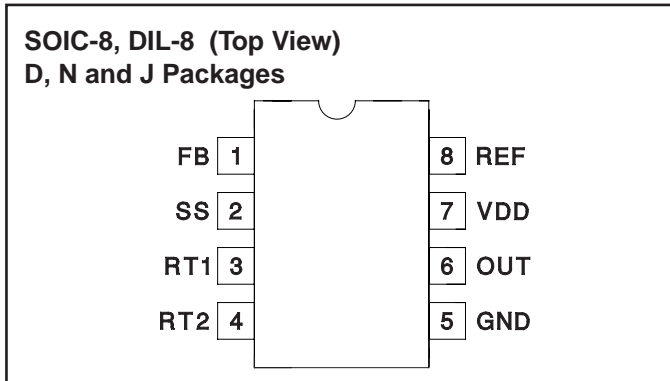 SOIC-8, DIL-8 (Top View)
D, N and J Packages
FB 1 8 REF
SS 2 7 VDD
RT1 3 6 OUT
RT2 4 5 GND